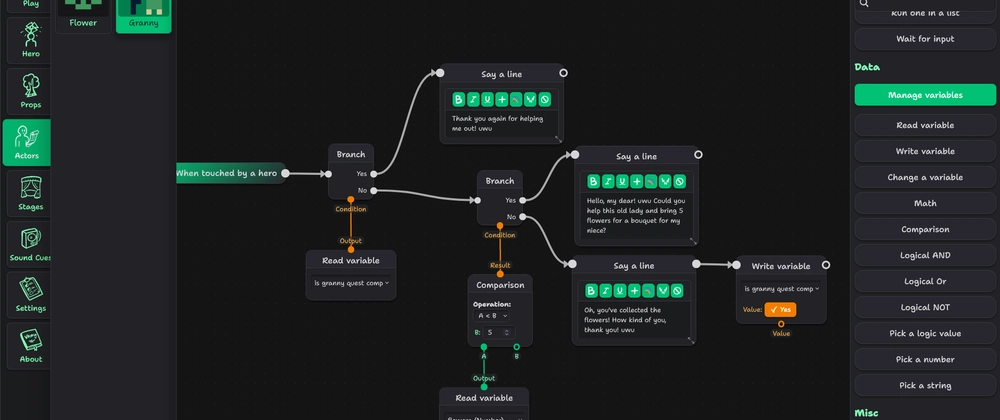 Play
Hero
Props
Actors
Stages
Sound Cues
Settings
About
Flower
Granny
When touched by a hero
Branch
Yes
No
Condition
Output
Read variable
is granny quest comp
Say a line
B I U
Thank you again for helping
me out! uwu
Branch
Yes
No
Condition
Result
Comparison
Operation:
A < B
B: 5
A
B
Output
Read variable
Say a line
B I U
Hello, my dear! uwu Could you
help this old lady and bring 5
flowers for a bouquet for my
niece?
Say a line
B I U
Oh, you've collected the
flowers! How kind of you,
thank you! uwu
Write variable
is granny quest comp
Value: ✓ Yes
Value
Run one in a list
Wait for input
Data
Manage variables
Read variable
Write variable
Change a variable
Math
Comparison
Logical AND
Logical Or
Logical NOT
Pick a logic value
Pick a number
Pick a string
Misc